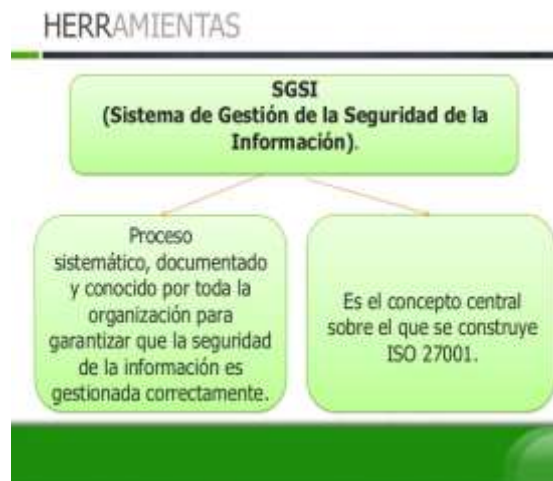 HERRAMIENTAS
SGSI
(Sistema de Gestión de la Seguridad de la
Información).
Proceso
sistemático, documentado
y conocido por toda la
organización para
garantizar que la seguridad
de la información es
gestionada correctamente.
Es el concepto central
sobre el que se construye
ISO 27001.